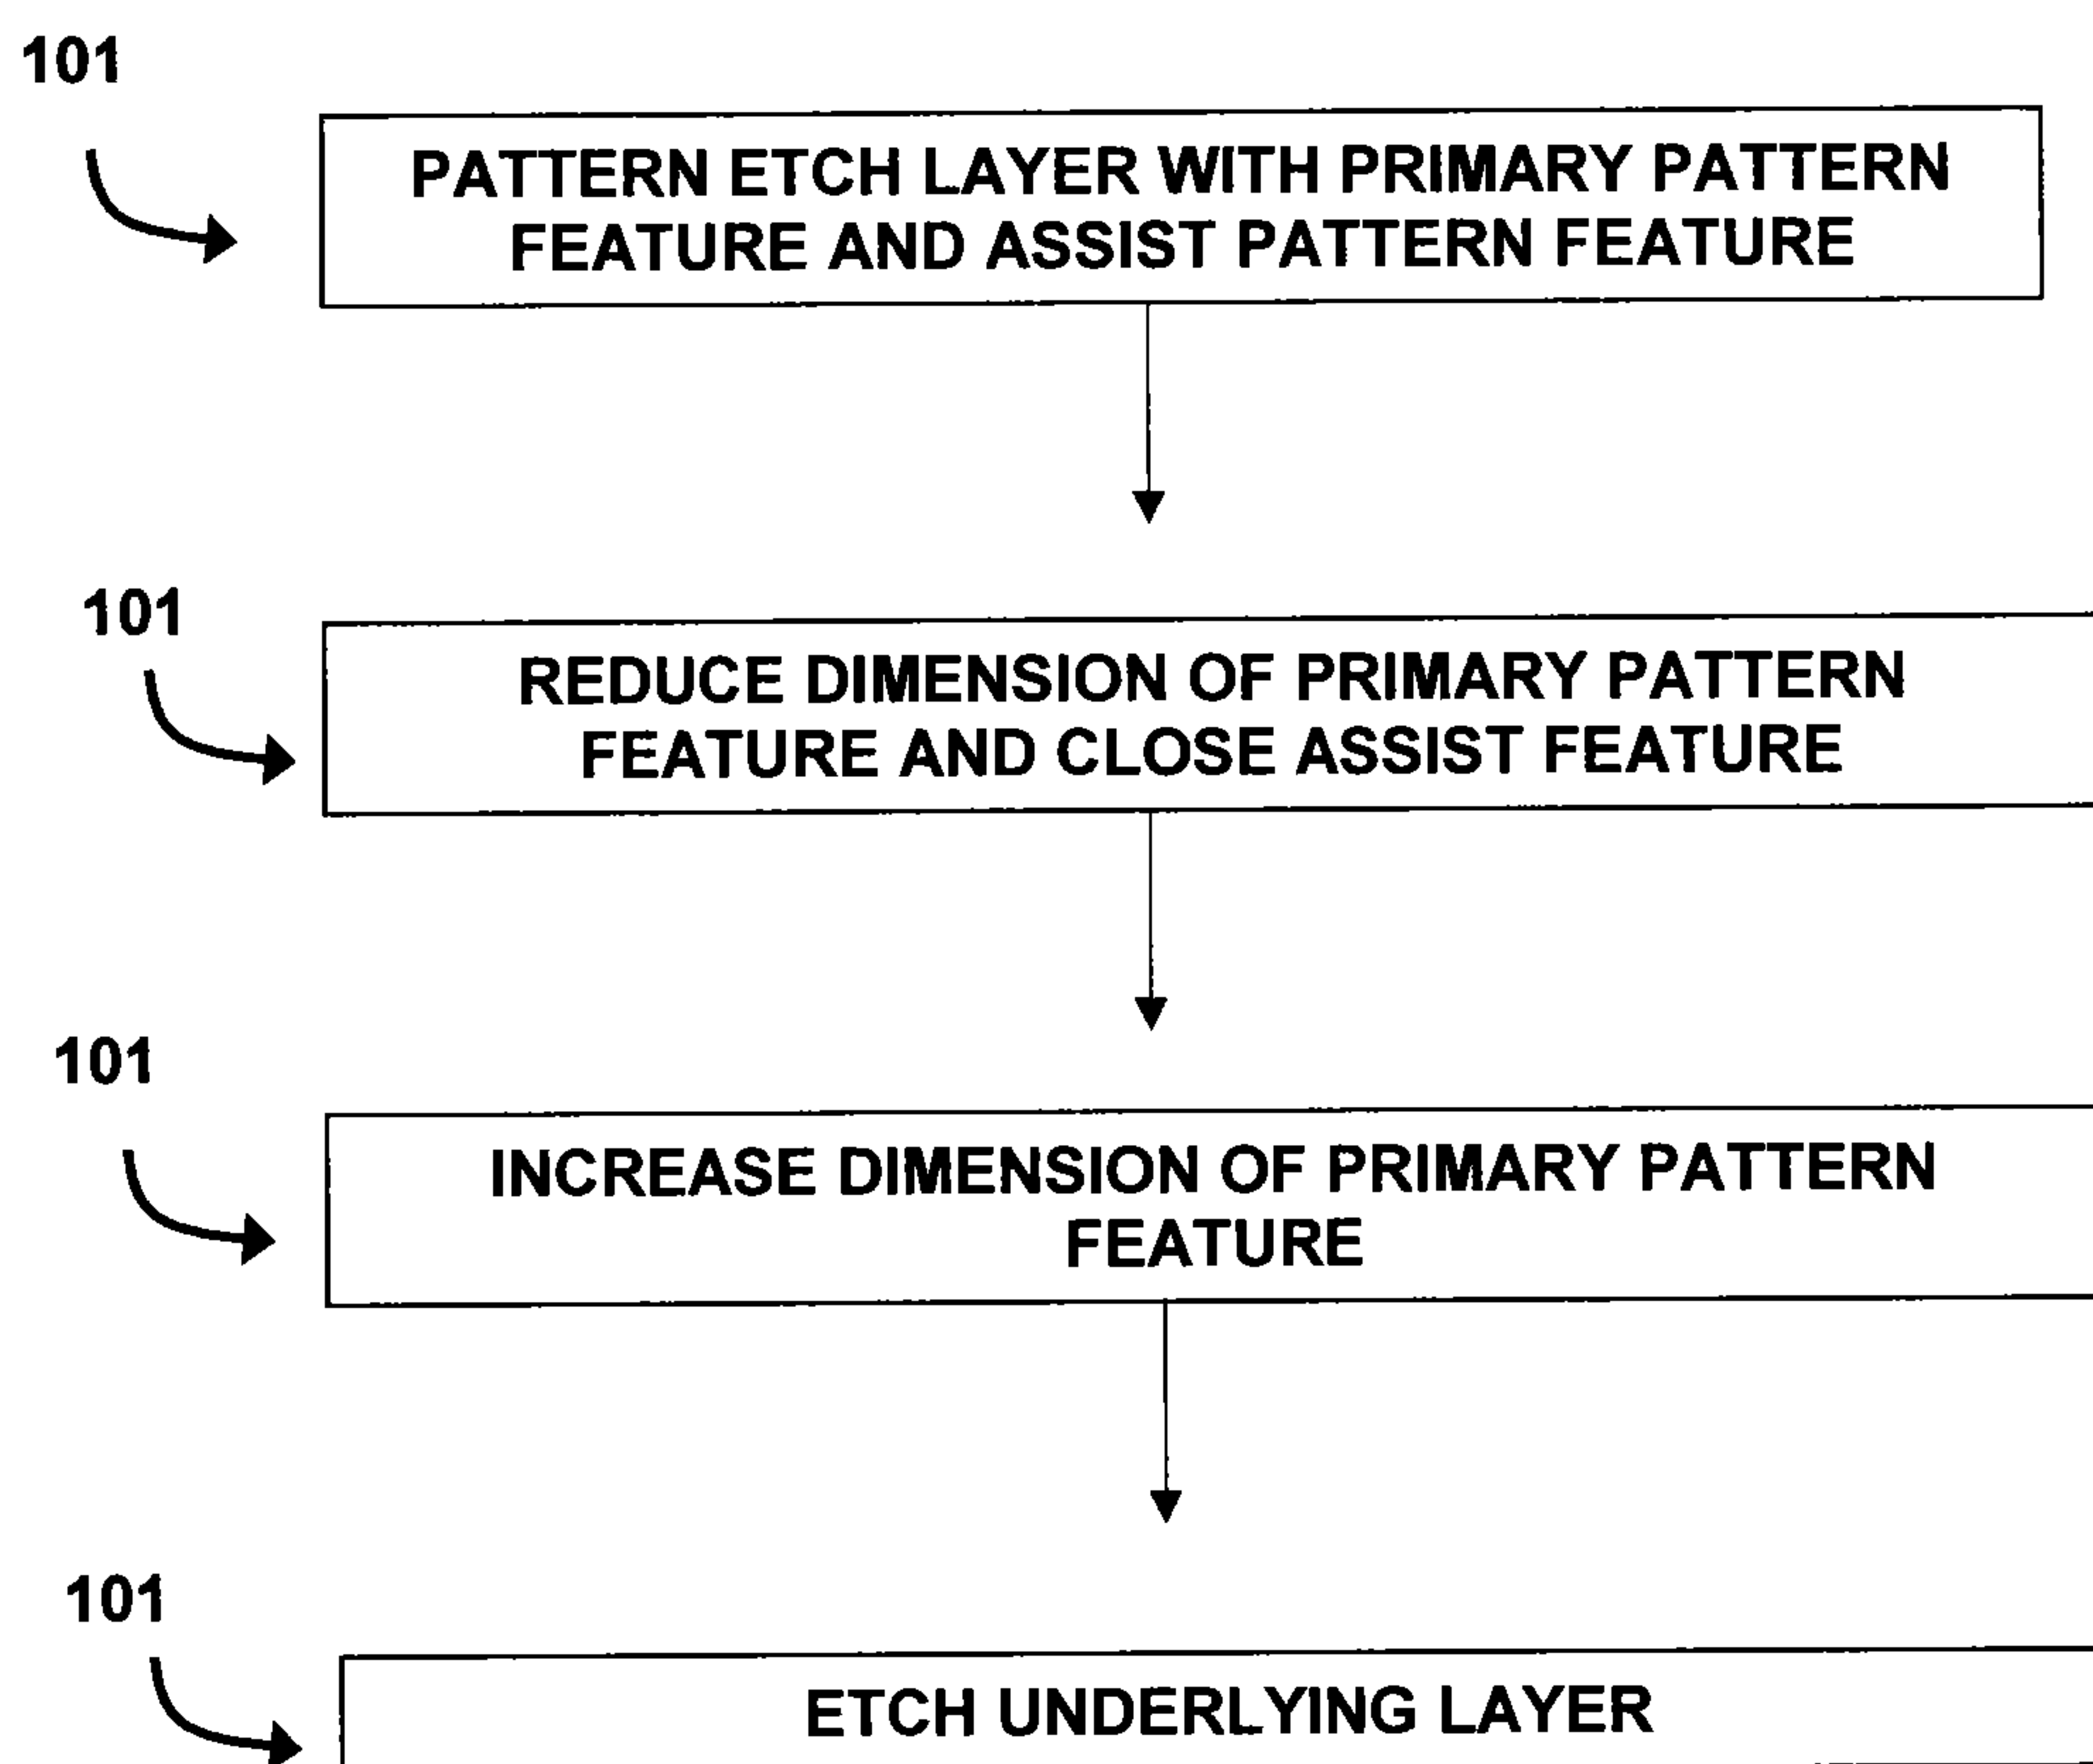 101
PATTERN ETCH LAYER WITH PRIMARY PATTERN
FEATURE AND ASSIST PATTERN FEATURE
101
REDUCE DIMENSION OF PRIMARY PATTERN
FEATURE AND CLOSE ASSIST FEATURE
101
INCREASE DIMENSION OF PRIMARY PATTERN
FEATURE
101
ETCH UNDERLYING LAYER